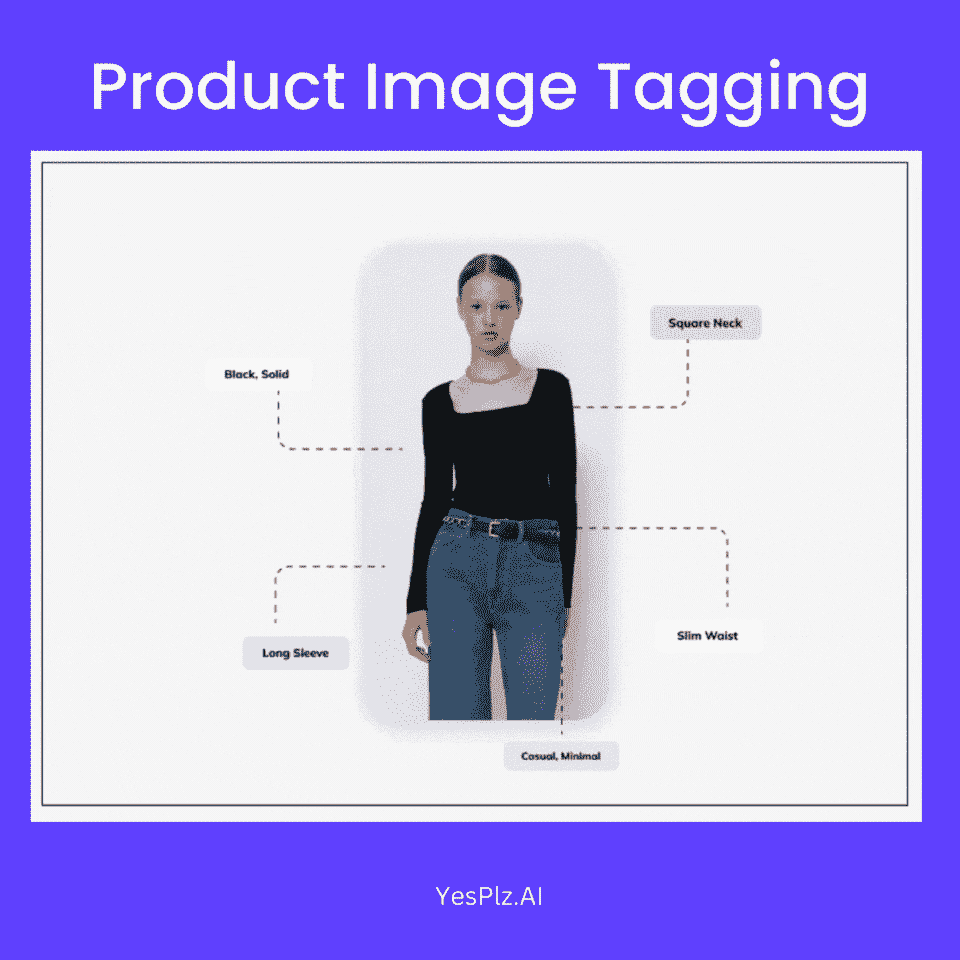 Product Image Tagging
Square Neck
Black, Solid
Slim Waist
Long Sleeve
Casual, Minimal
YesPlz.AI